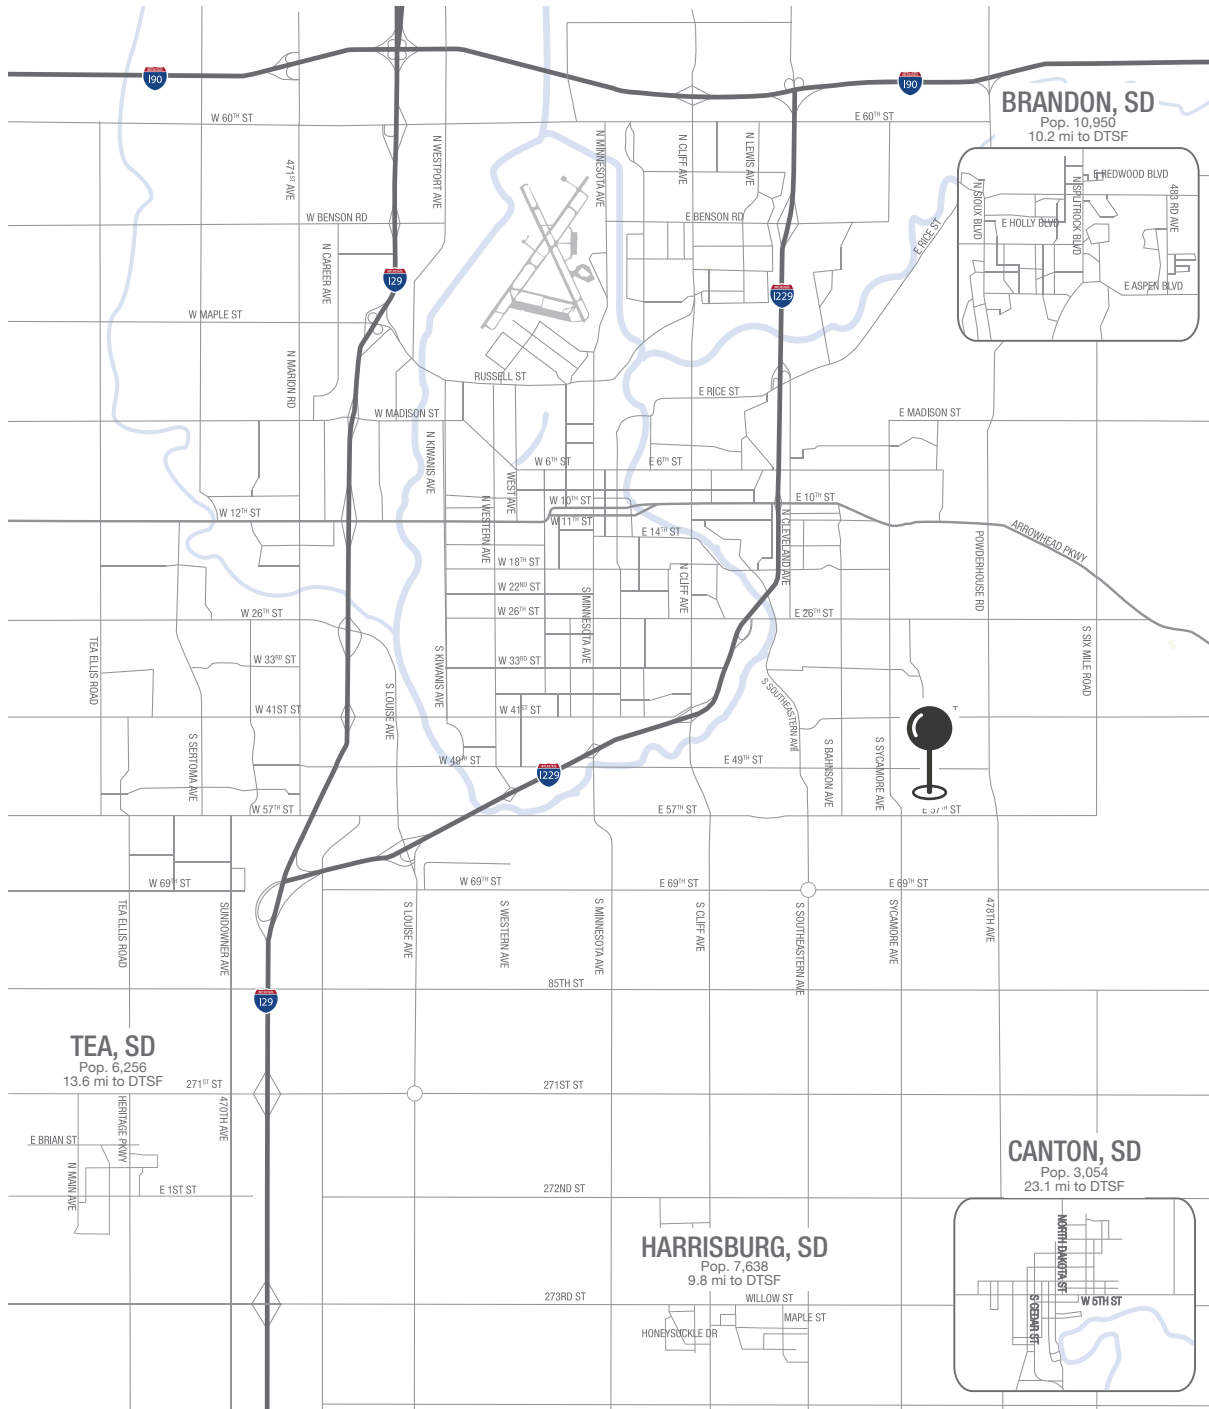 I90
I90
BRANDON, SD
Pop. 10,950
10.2 mi to DTSF
W 60TH ST
E 60TH ST
471ST AVE
N WESTPORT AVE
N MINNESOTA AVE
N CLIFF AVE
N LEWIS AVE
E REDWOOD BLVD
N SIOUX BLVD
N SPLITROCK BLVD
483 RD AVE
E HOLLY BLVD
E ASPEN BLVD
W BENSON RD
E BENSON RD
E RICE ST
N CAREER AVE
I29
I229
W MAPLE ST
N MARION RD
RUSSELL ST
E RICE ST
W MADISON ST
E MADISON ST
N KIWANIS AVE
W 6TH ST
E 6TH ST
WEST AVE
W 10TH ST
E 10TH ST
W 12TH ST
N WESTERN AVE
W 11TH ST
E 14TH ST
N CLEVELAND AVE
POWDERHOUSE RD
ARROWHEAD PKWY
W 18TH ST
N CLIFF AVE
W 22ND ST
S MINNESOTA AVE
W 26TH ST
W 26TH ST
E 26TH ST
TEA ELLIS ROAD
S SIX MILE ROAD
W 33RD ST
S KIWANIS AVE
W 33RD ST
S LOUISE AVE
S SOUTHEASTERN AVE
W 41ST ST
W 41ST ST
T
S SERTOMA AVE
S BAHNSON AVE
S SYCAMORE AVE
W 49TH ST
I229
E 49TH ST
W 57TH ST
E 57TH ST
E 57TH ST
W 69TH ST
W 69TH ST
E 69TH ST
E 69TH ST
TEA ELLIS ROAD
SUNDOWNER AVE
S LOUISE AVE
S WESTERN AVE
S MINNESOTA AVE
S CLIFF AVE
S SOUTHEASTERN AVE
SYCAMORE AVE
478TH AVE
85TH ST
I29
TEA, SD
Pop. 6,256
13.6 mi to DTSF
271ST ST
271ST ST
HERITAGE PKWY
470TH AVE
E BRIAN ST
N MAIN AVE
E 1ST ST
272ND ST
CANTON, SD
Pop. 3,054
23.1 mi to DTSF
NORTH DAKOTA ST
W 5TH ST
S CEDAR ST
HARRISBURG, SD
Pop. 7,638
9.8 mi to DTSF
273RD ST
WILLOW ST
MAPLE ST
HONEYSUCKLE DR